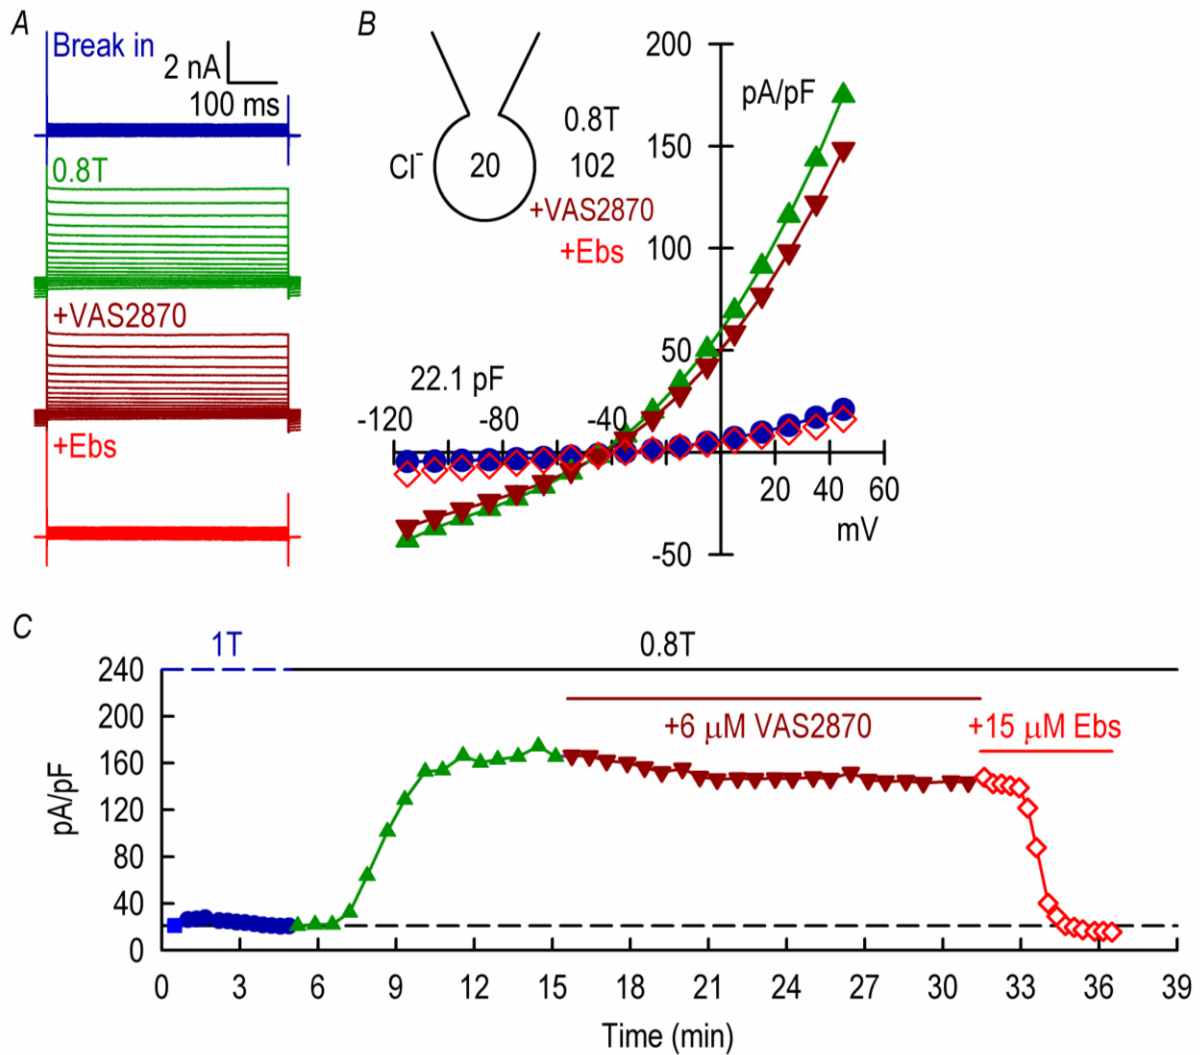 A
Break in
2 nA
100 ms
0.8T
+VAS2870
+Ebs
B
Cl⁻
20
0.8T
102
+VAS2870
+Ebs
200
pA/pF
150
100
50
22.1 pF
-120
-80
-40
20
40
60
mV
-50
C
1T
0.8T
240
200
160
120
80
40
0
pA/pF
+6 μM VAS2870
+15 μM Ebs
0
3
6
9
12
15
18
21
24
27
30
33
36
39
Time (min)